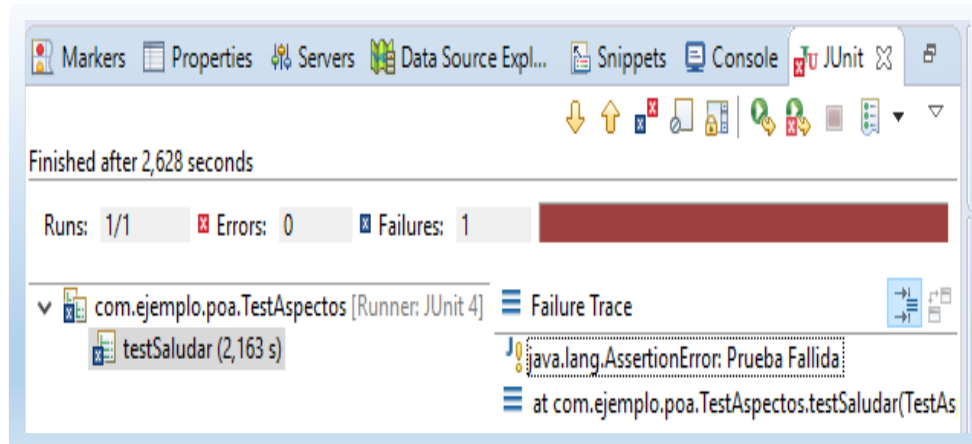 Markers Properties Servers Data Source Expl... Snippets Console JUnit
Finished after 2,628 seconds
Runs: 1/1 Errors: 0 Failures: 1
com.ejemplo.poa.TestAspectos [Runner: JUnit 4] Failure Trace
testSaludar (2,163 s) java.lang.AssertionError: Prueba Fallida
at com.ejemplo.poa.TestAspectos.testSaludar(TestAs